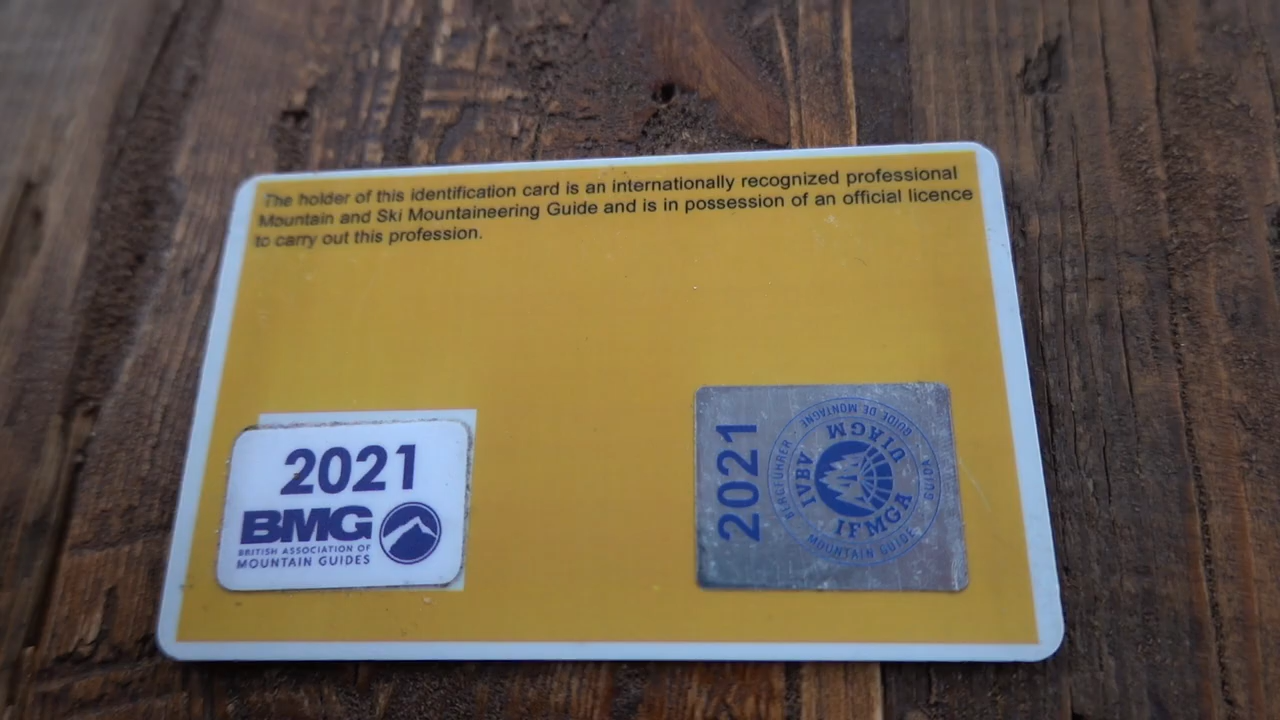 The holder of this identification card is an internationally recognized professional
Mountain and Ski Mountaineering Guide and is in possession of an official licence
to carry out this profession.
2021
BMG
BRITISH ASSOCIATION OF
MOUNTAIN GUIDES
2021
BERGFÜHRER - GUIDE DE MONTAGNE - GUIDA - MOUNTAIN GUIDE
IVBV UIAGM IFMGA